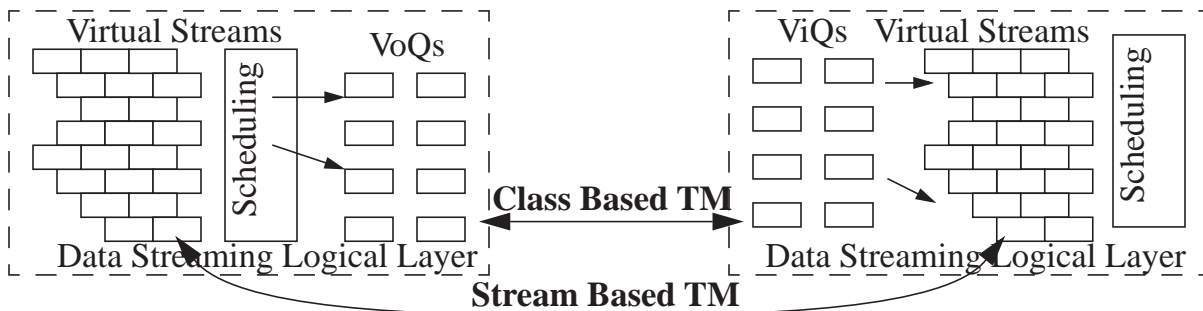 Virtual Streams
VoQs
Scheduling
Data Streaming Logical Layer
Class Based TM
Stream Based TM
ViQs
Virtual Streams
Scheduling
Data Streaming Logical Layer